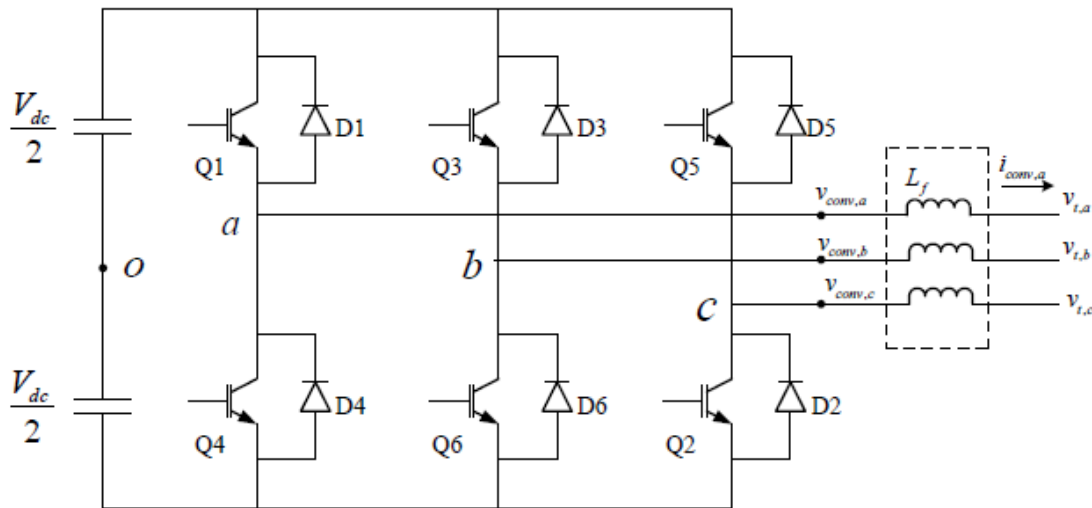 V_dc/2
D1
D3
D5
Q1
Q3
Q5
L_f
i_conv,a
v_conv,a
v_t,a
a
o
b
v_conv,b
v_t,b
c
v_conv,c
v_t,c
V_dc/2
D4
D6
D2
Q4
Q6
Q2